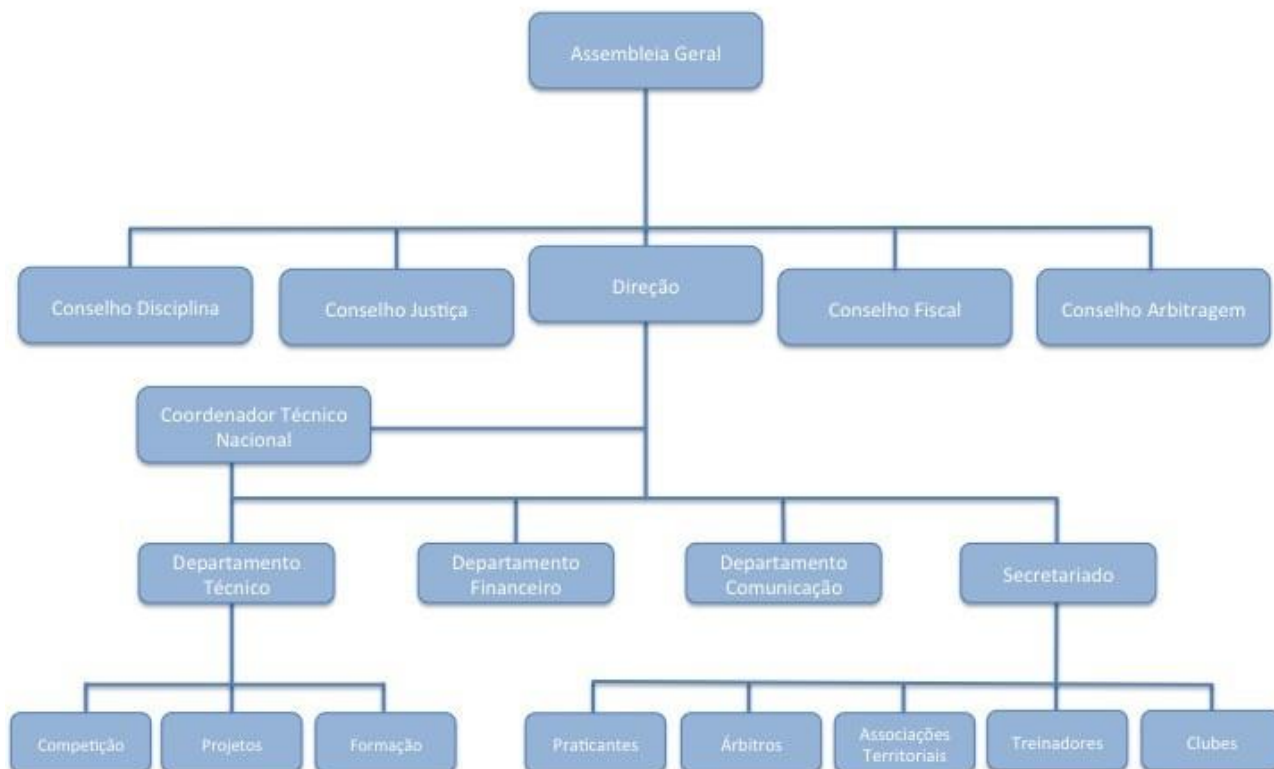 Assembleia Geral
Conselho Disciplina
Conselho Justiça
Direção
Conselho Fiscal
Conselho Arbitragem
Coordenador Técnico
Nacional
Departamento
Técnico
Departamento
Financeiro
Departamento
Comunicação
Secretariado
Competição
Projetos
Formação
Praticantes
Árbitros
Associações
Territoriais
Treinadores
Clubes